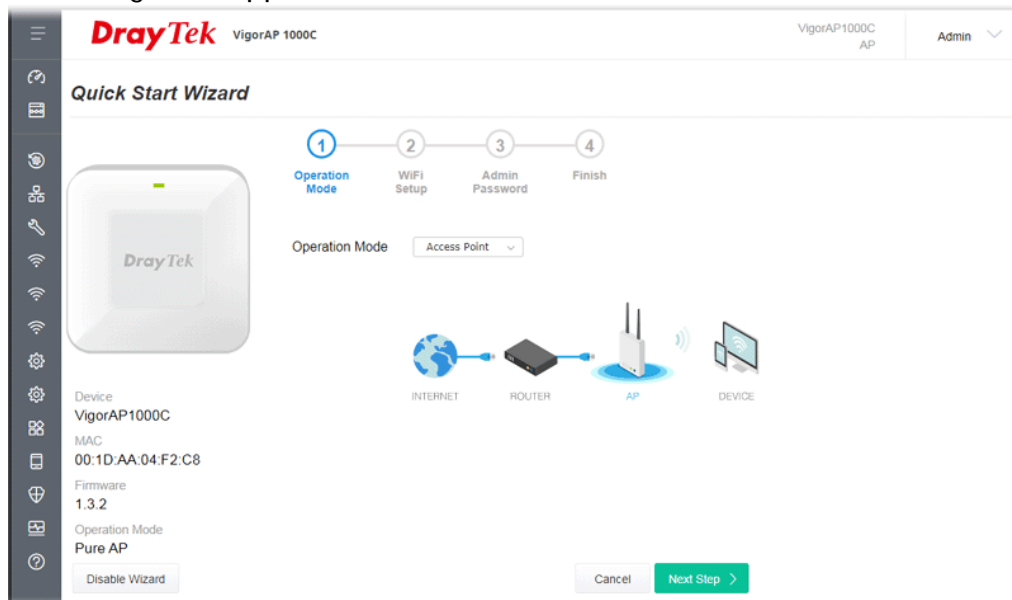 DrayTek VigorAP 1000C
VigorAP1000C
AP
Admin
Quick Start Wizard
1 2 3 4
Operation Mode
WiFi Setup
Admin Password
Finish
Operation Mode Access Point
DrayTek
INTERNET ROUTER AP DEVICE
Device
VigorAP1000C
MAC
00:1D:AA:04:F2:C8
Firmware
1.3.2
Operation Mode
Pure AP
Disable Wizard
Cancel
Next Step